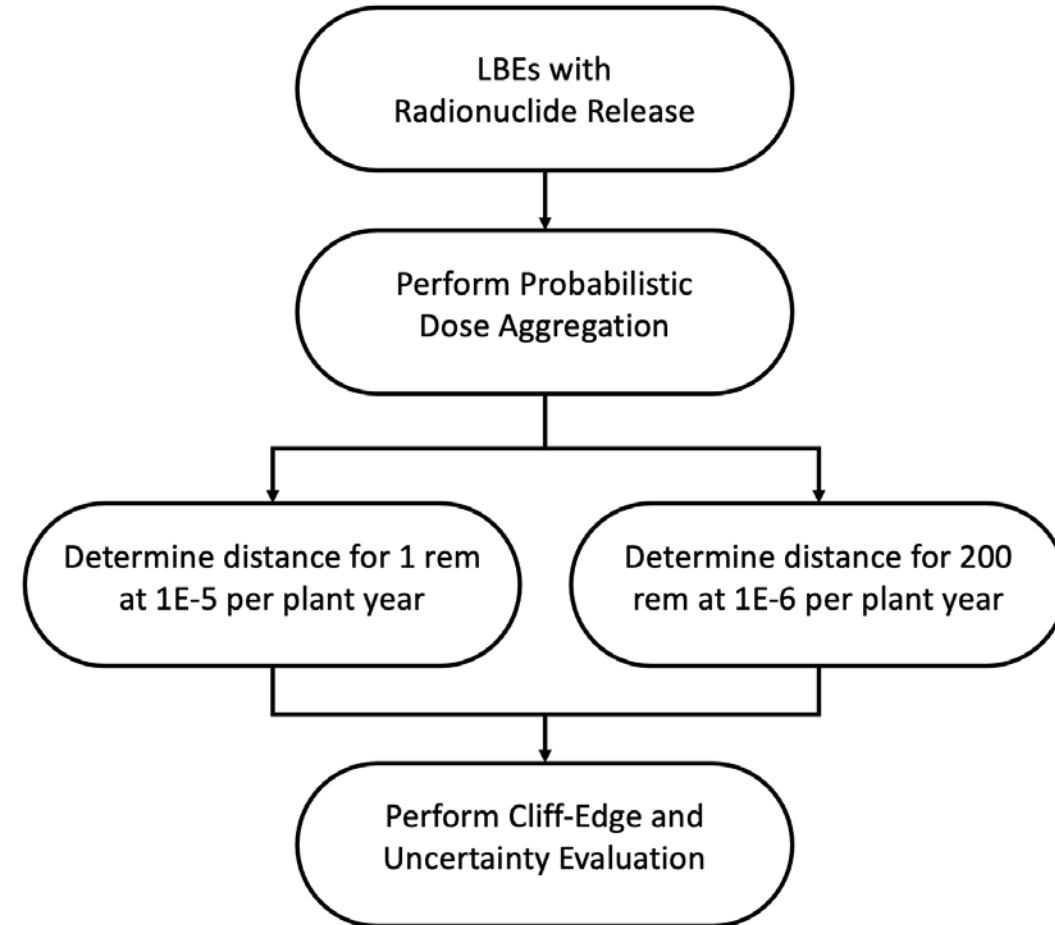 LBEs with
Radionuclide Release
Perform Probabilistic
Dose Aggregation
Determine distance for 1 rem
at 1E-5 per plant year
Determine distance for 200
rem at 1E-6 per plant year
Perform Cliff-Edge and
Uncertainty Evaluation